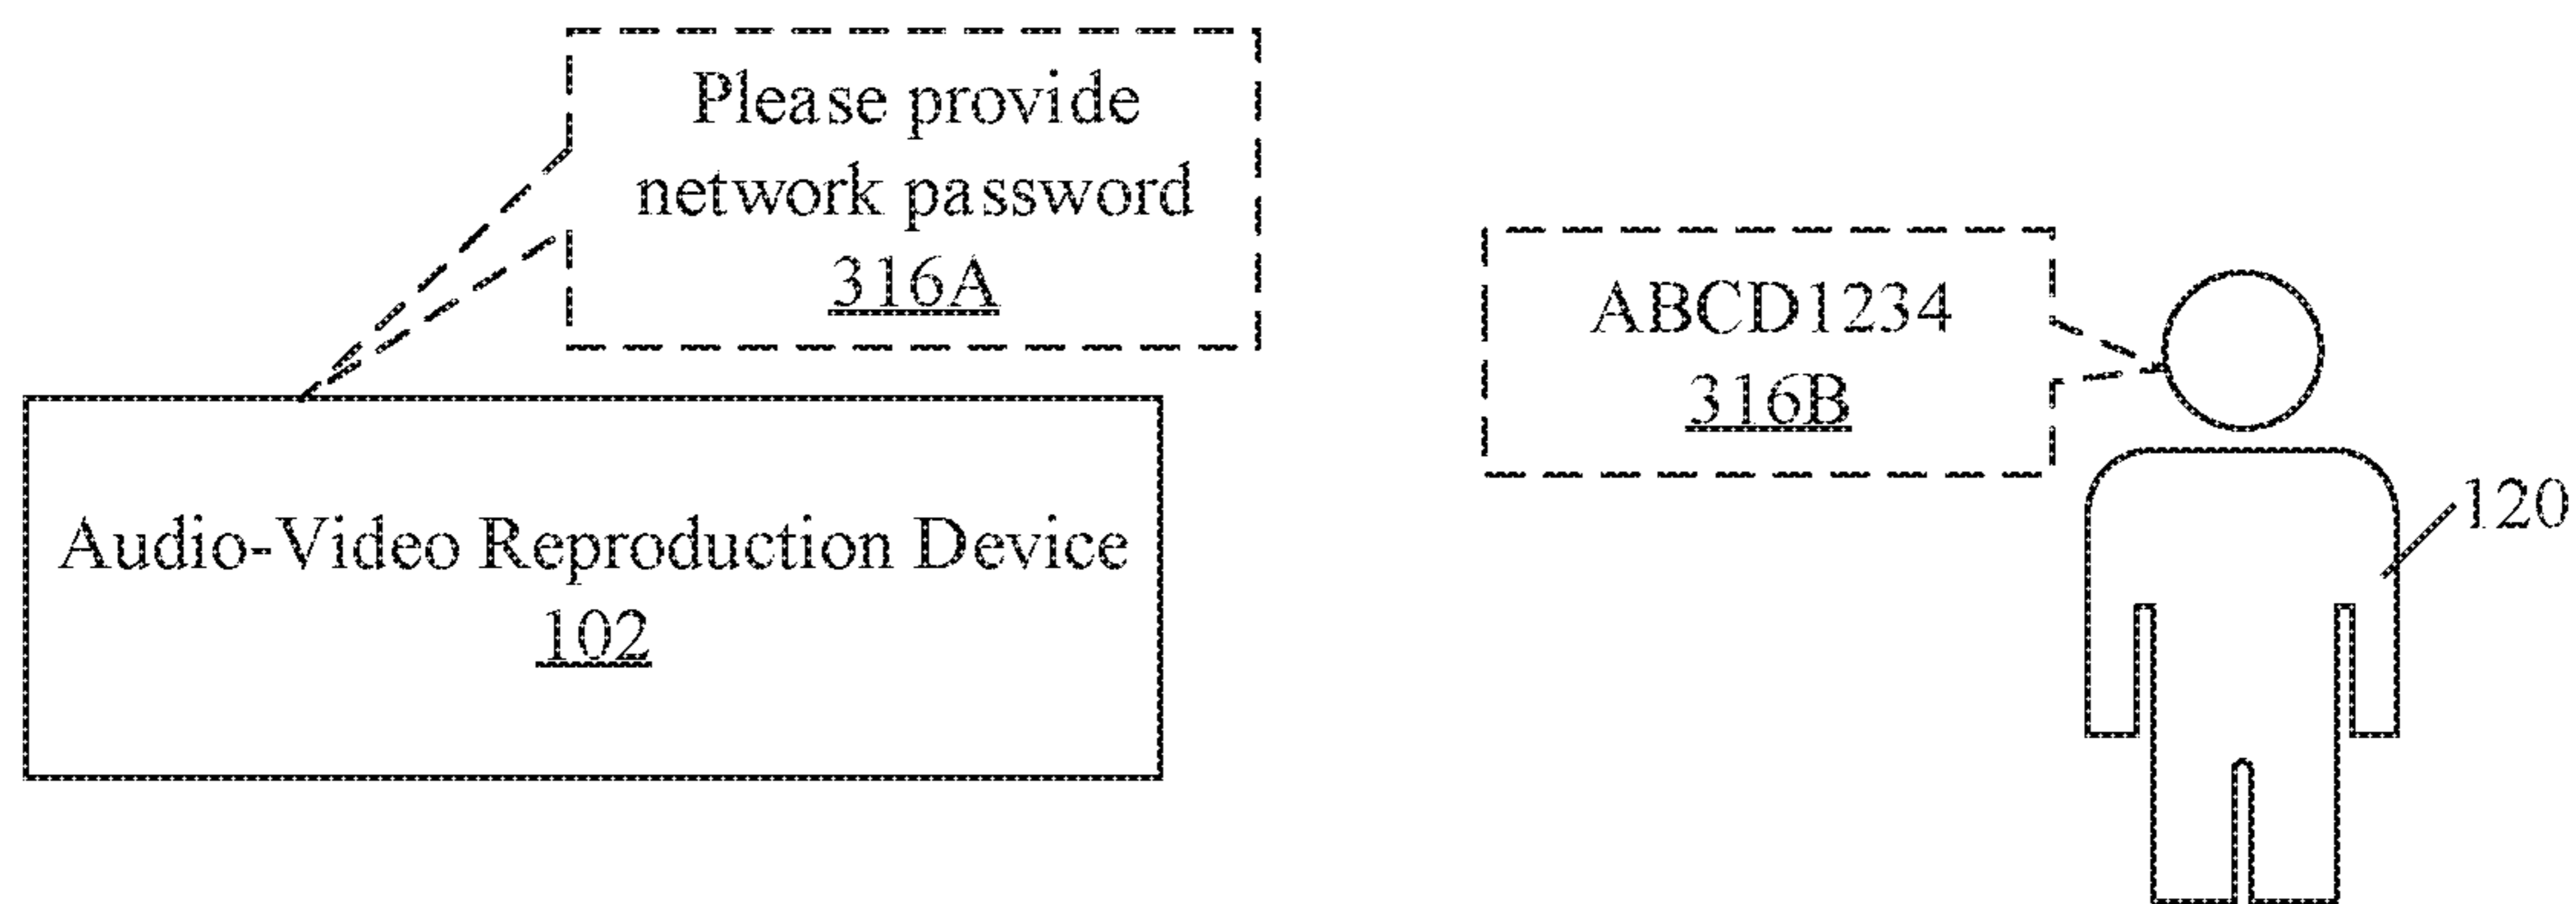 Please provide
network password
316A
ABCD1234
316B
120
Audio-Video Reproduction Device
102